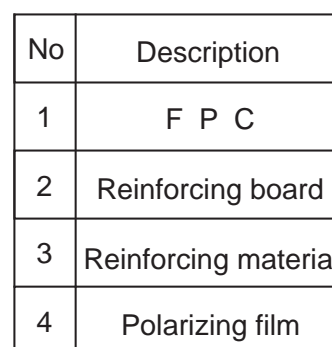 No Description
1 F P C
2 Reinforcing board
3 Reinforcing materia
4 Polarizing film